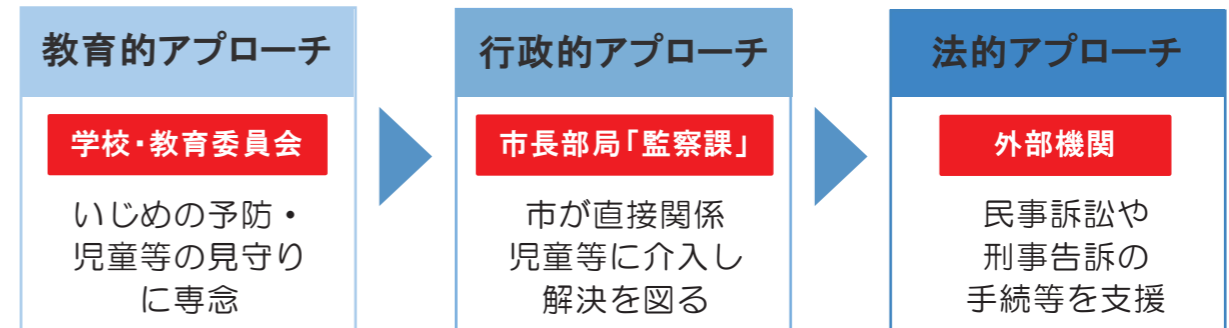 教育的アプローチ
学校・教育委員会
いじめの予防・
児童等の見守り
に専念
行政的アプローチ
市長部局「監察課」
市が直接関係
児童等に介入し
解決を図る
法的アプローチ
外部機関
民事訴訟や
刑事告訴の
手続等を支援